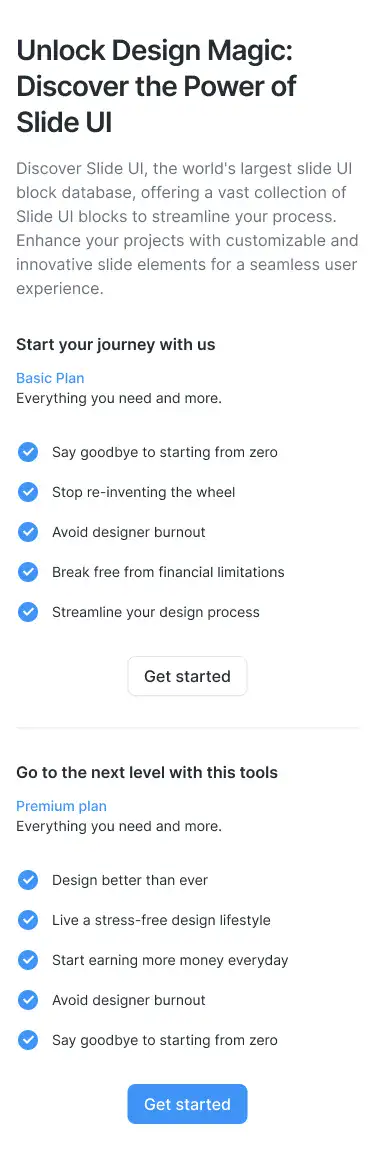 Unlock Design Magic:
Discover the Power of
Slide UI
Discover Slide UI, the world's largest slide UI
block database, offering a vast collection of
Slide UI blocks to streamline your process.
Enhance your projects with customizable and
innovative slide elements for a seamless user
experience.
Start your journey with us
Basic Plan
Everything you need and more.
Say goodbye to starting from zero
Stop re-inventing the wheel
Avoid designer burnout
Break free from financial limitations
Streamline your design process
Get started
Go to the next level with this tools
Premium plan
Everything you need and more.
Design better than ever
Live a stress-free design lifestyle
Start earning more money everyday
Avoid designer burnout
Say goodbye to starting from zero
Get started